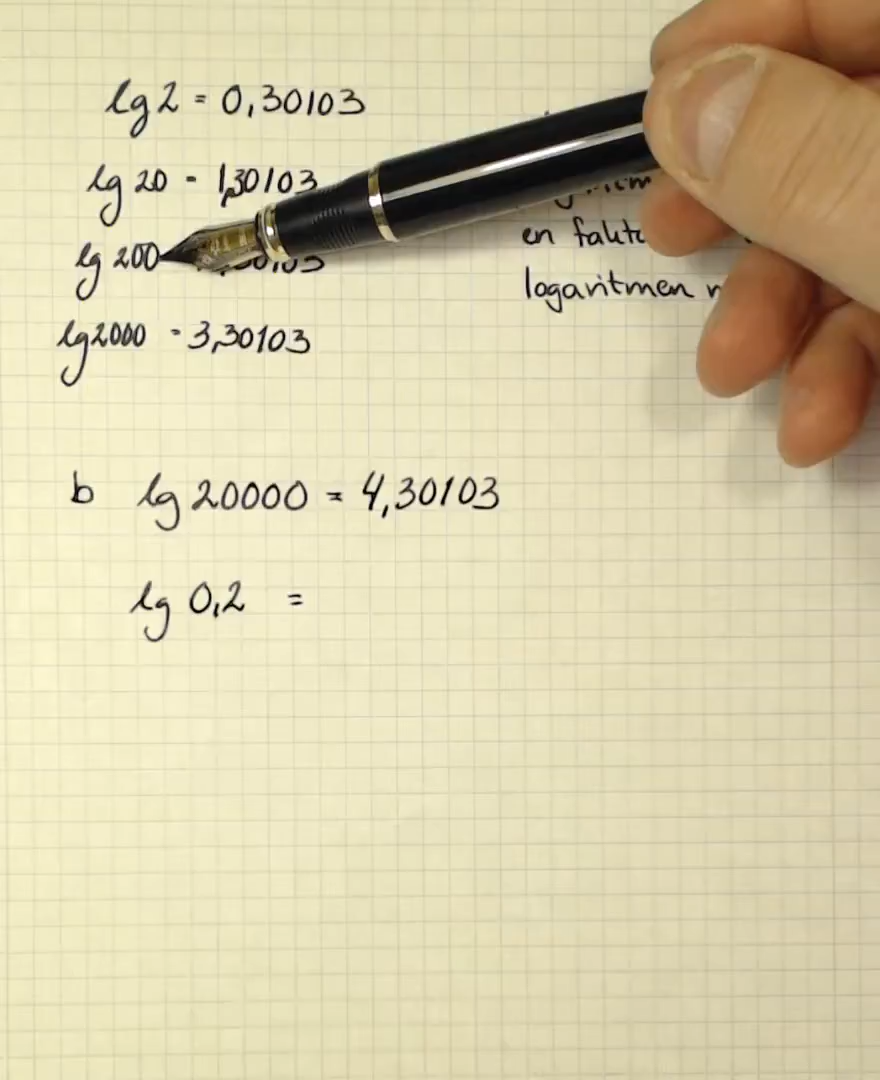 lg 2 = 0,30103
lg 20 = 1,30103
lg 200
lg 2000 = 3,30103
en
logaritmen
b lg 20000 = 4,30103
lg 0,2 =